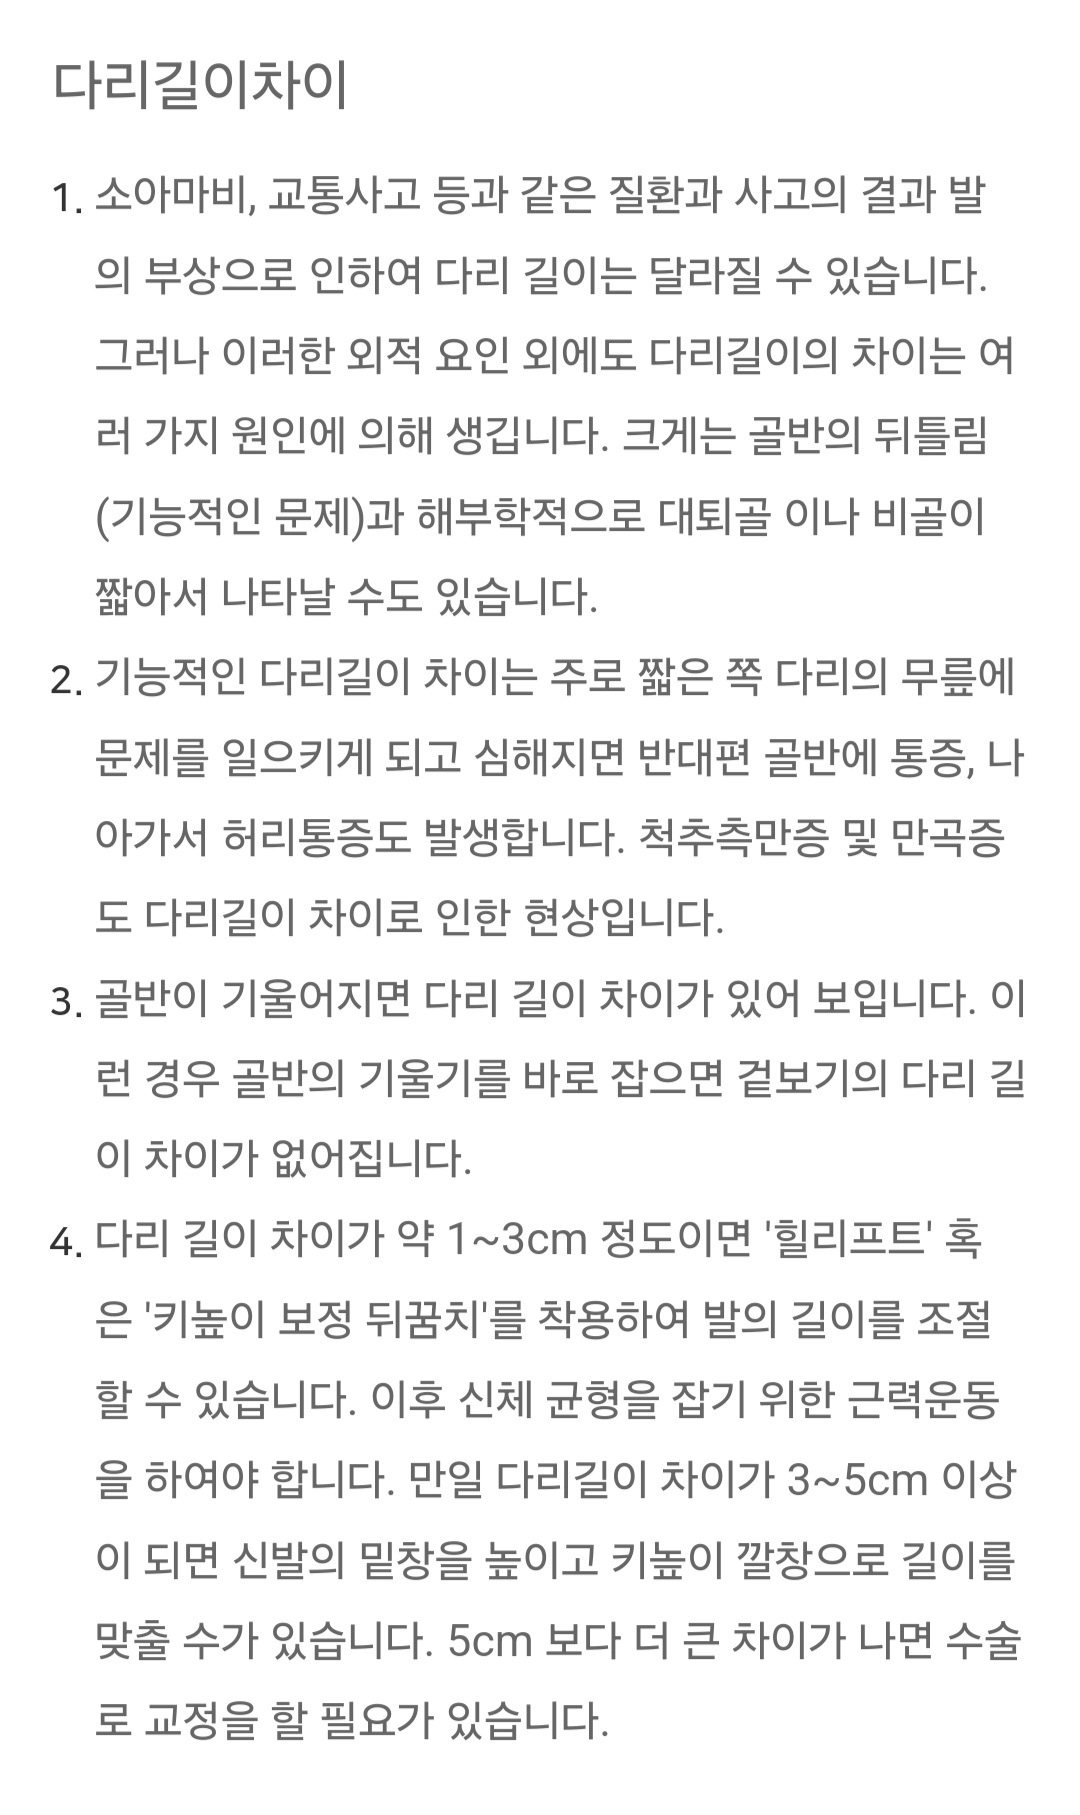 다리길이차이
1. 소아마비, 교통사고 등과 같은 질환과 사고의 결과 발
의 부상으로 인하여 다리 길이는 달라질 수 있습니다.
그러나 이러한 외적 요인 외에도 다리길이의 차이는 여
러 가지 원인에 의해 생깁니다. 크게는 골반의 뒤틀림
(기능적인 문제)과 해부학적으로 대퇴골 이나 비골이
짧아서 나타날 수도 있습니다.
2. 기능적인 다리길이 차이는 주로 짧은 쪽 다리의 무릎에
문제를 일으키게 되고 심해지면 반대편 골반에 통증, 나
아가서 허리통증도 발생합니다. 척추측만증 및 만곡증
도 다리길이 차이로 인한 현상입니다.
3. 골반이 기울어지면 다리 길이 차이가 있어 보입니다. 이
런 경우 골반의 기울기를 바로 잡으면 겉보기의 다리 길
이 차이가 없어집니다.
4. 다리 길이 차이가 약 1~3cm 정도이면 '힐리프트' 혹
은 '키높이 보정 뒤꿈치'를 착용하여 발의 길이를 조절
할 수 있습니다. 이후 신체 균형을 잡기 위한 근력운동
을 하여야 합니다. 만일 다리길이 차이가 3~5cm 이상
이 되면 신발의 밑창을 높이고 키높이 깔창으로 길이를
맞출 수가 있습니다. 5cm 보다 더 큰 차이가 나면 수술
로 교정을 할 필요가 있습니다.